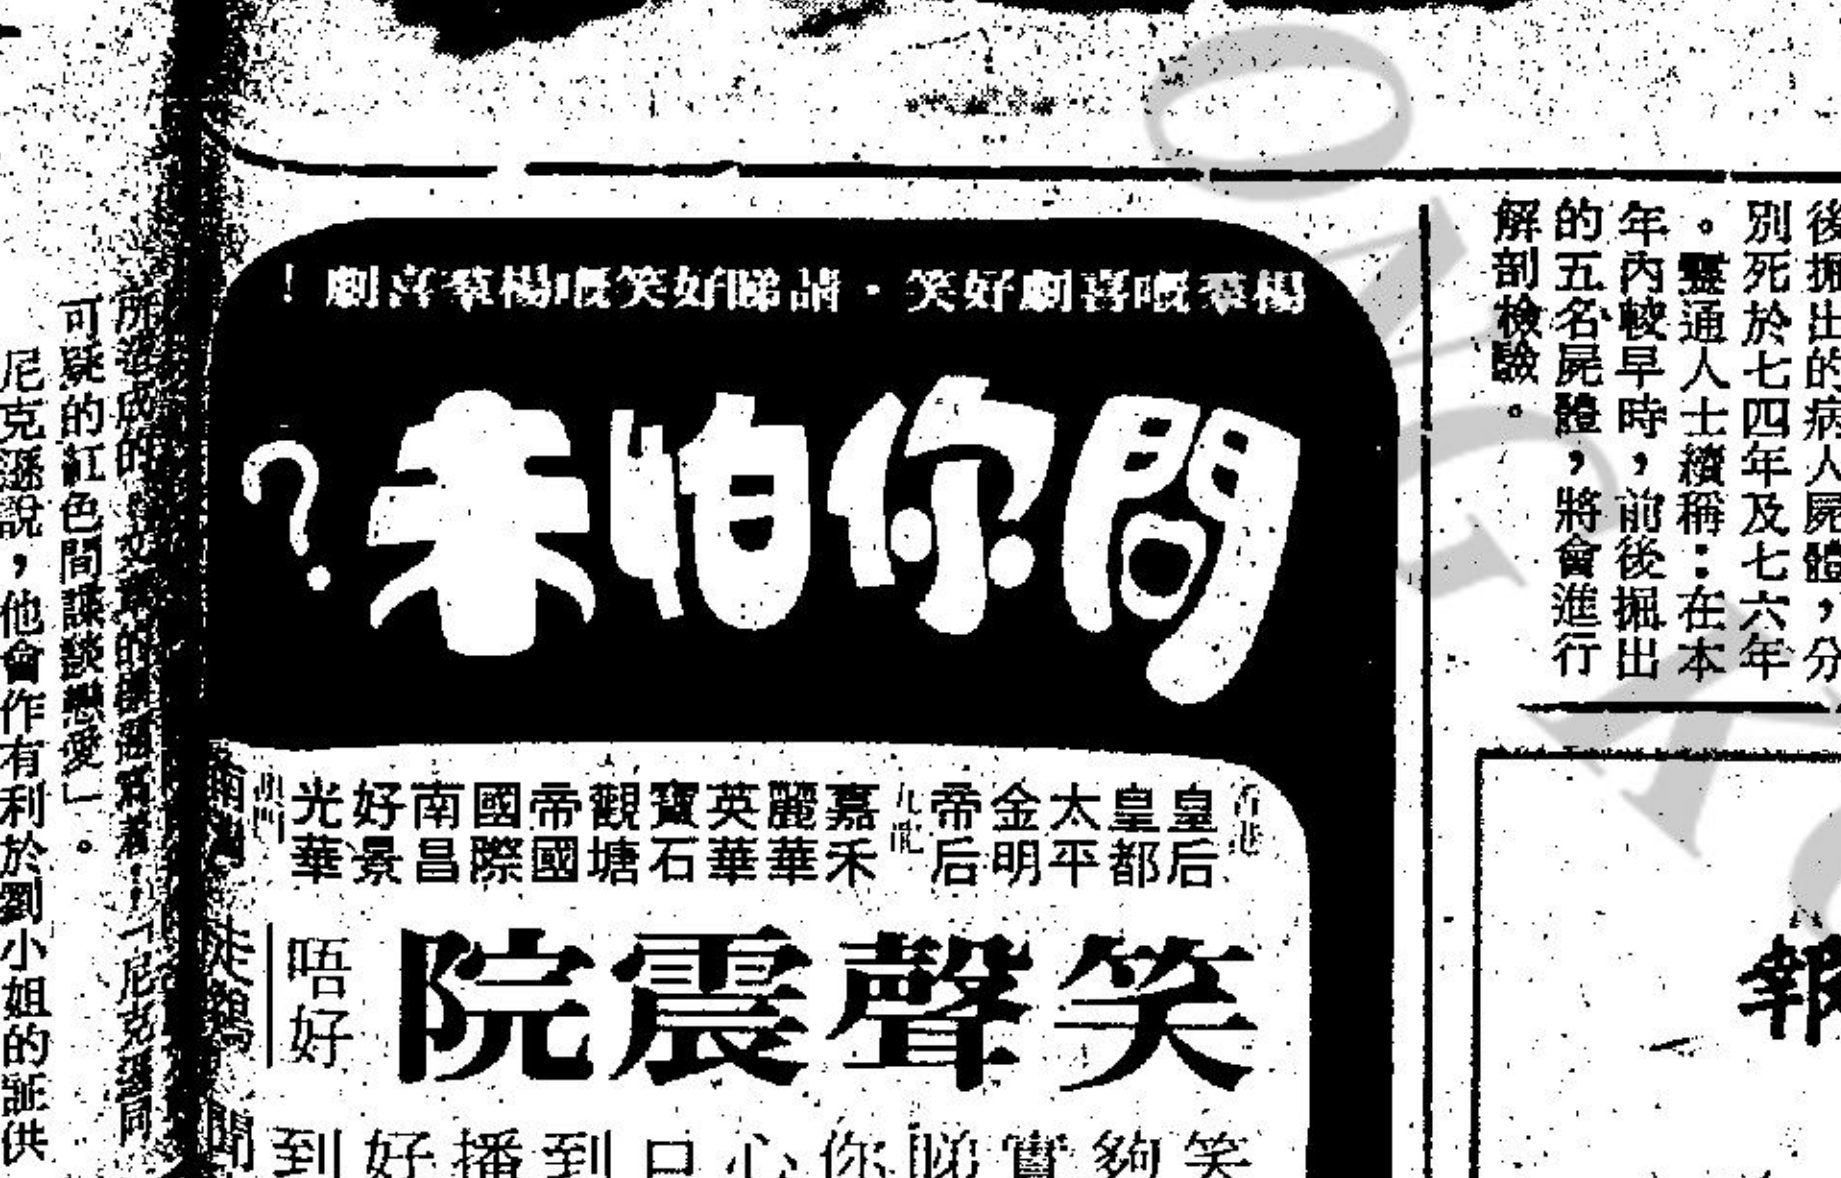 後掘出的病人屍體，分
別死於七四年及七六年
。靈通人士續稱：在本
年內較早時，前後掘出
的五名屍體，將會進行
解剖檢驗。
楊羣嘅喜劇好笑·請睇好笑嘅楊羣喜劇！
問你怕未？
香港
皇后
皇都
太平
金明
帝后
九龍
嘉禾
麗華
英華
寶石
觀塘
帝國
國際
南昌
好景
光華
笑聲震院
唔好
笑夠實睇你心口到播好到
報
可疑的紅色間諜談戀愛」。
尼克遜說，他會作有利於劉小姐的証供
ONG KO